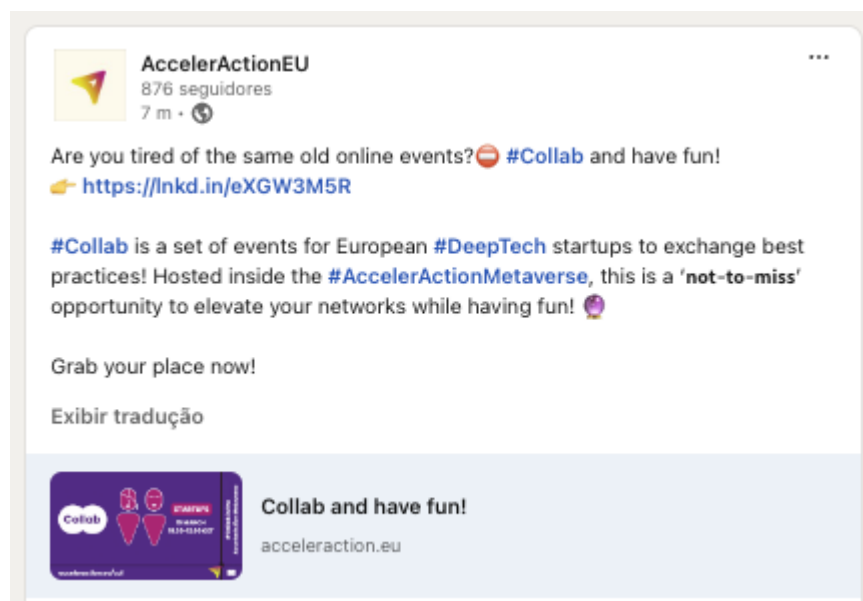 AccelerActionEU
876 seguidores
7 m •
Are you tired of the same old online events?⛔ #Collab and have fun!
👉 https://lnkd.in/eXGW3M5R
#Collab is a set of events for European #DeepTech startups to exchange best
practices! Hosted inside the #AccelerActionMetaverse, this is a ‘not-to-miss’
opportunity to elevate your networks while having fun! 🔮
Grab your place now!
Exibir tradução
Collab
STARTUPS
Collab and have fun!
acceleraction.eu